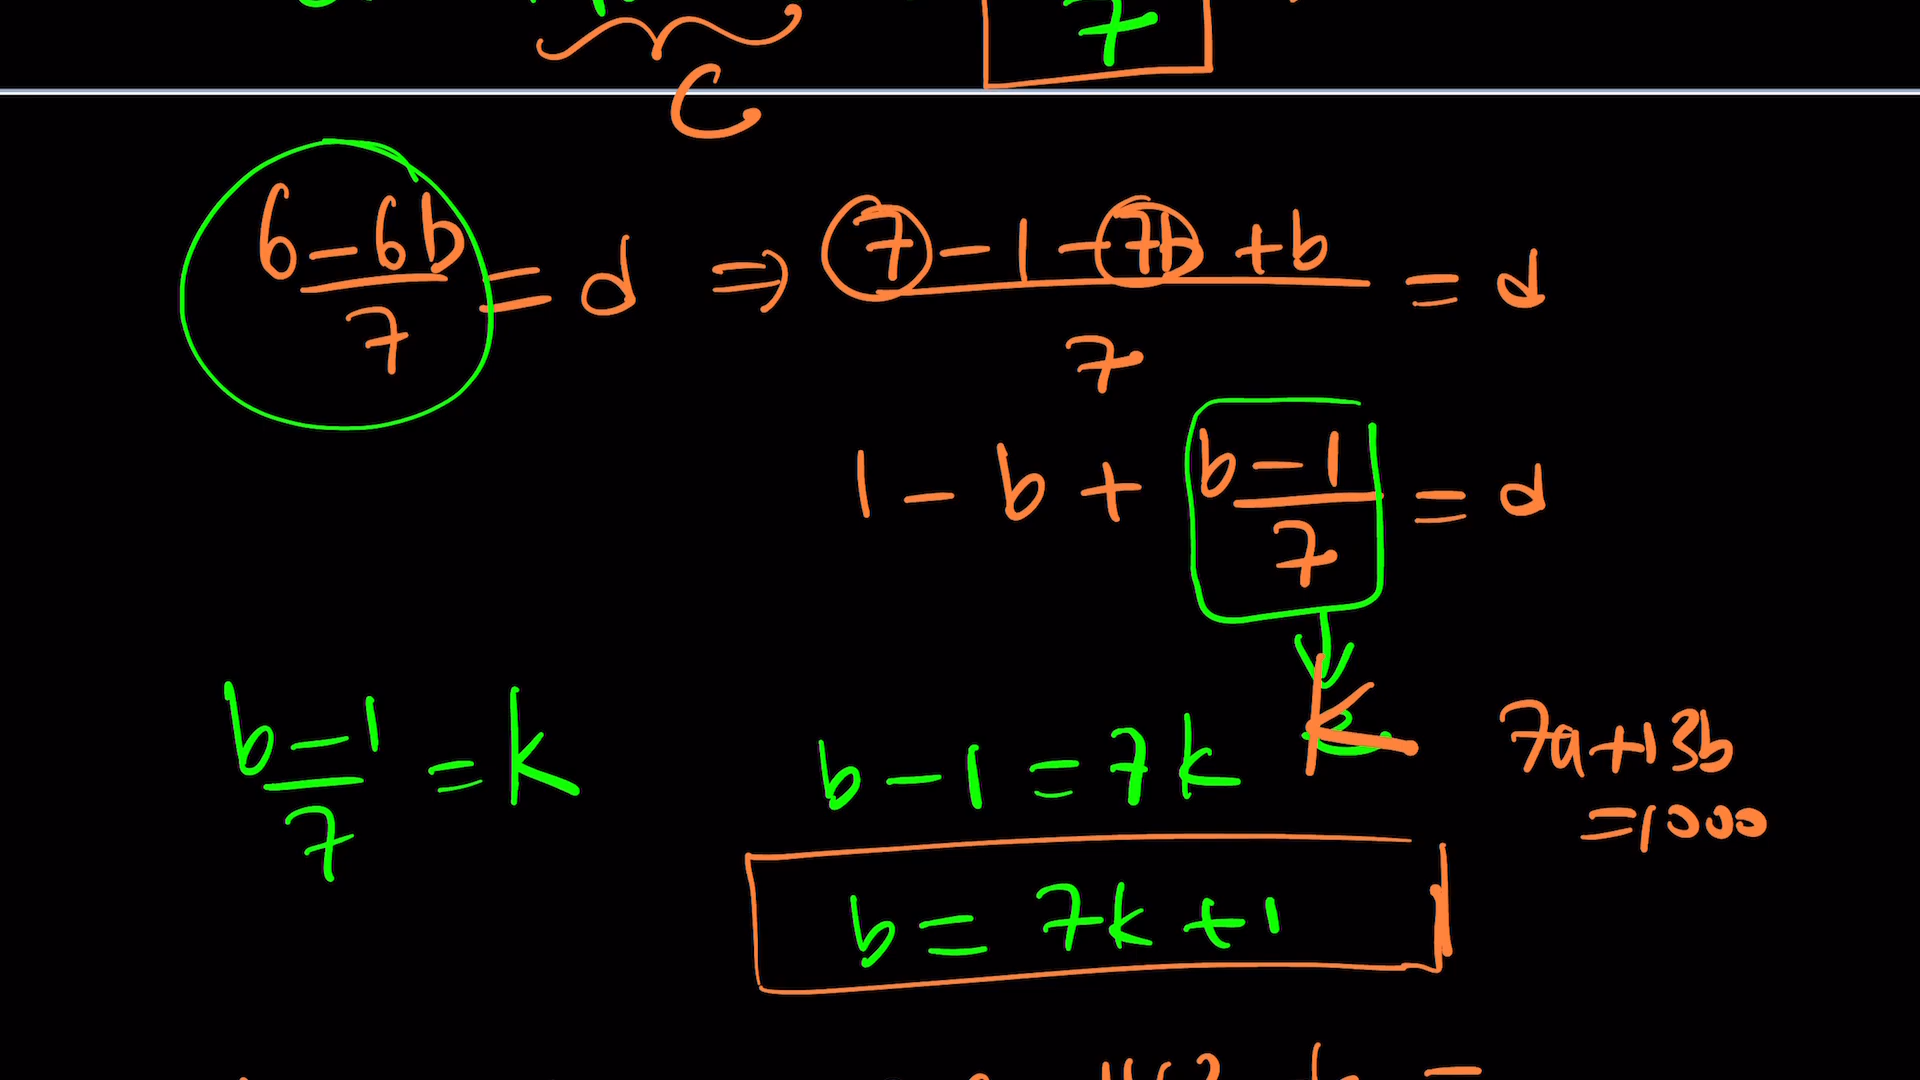 7
C
6-6b/7 = d ⇒ 7-1-7b+b/7 = d
1-b+ b-1/7 = d
k
b-1/7 = k
b-1=7k
7a+13b
=1000
b=7k+1